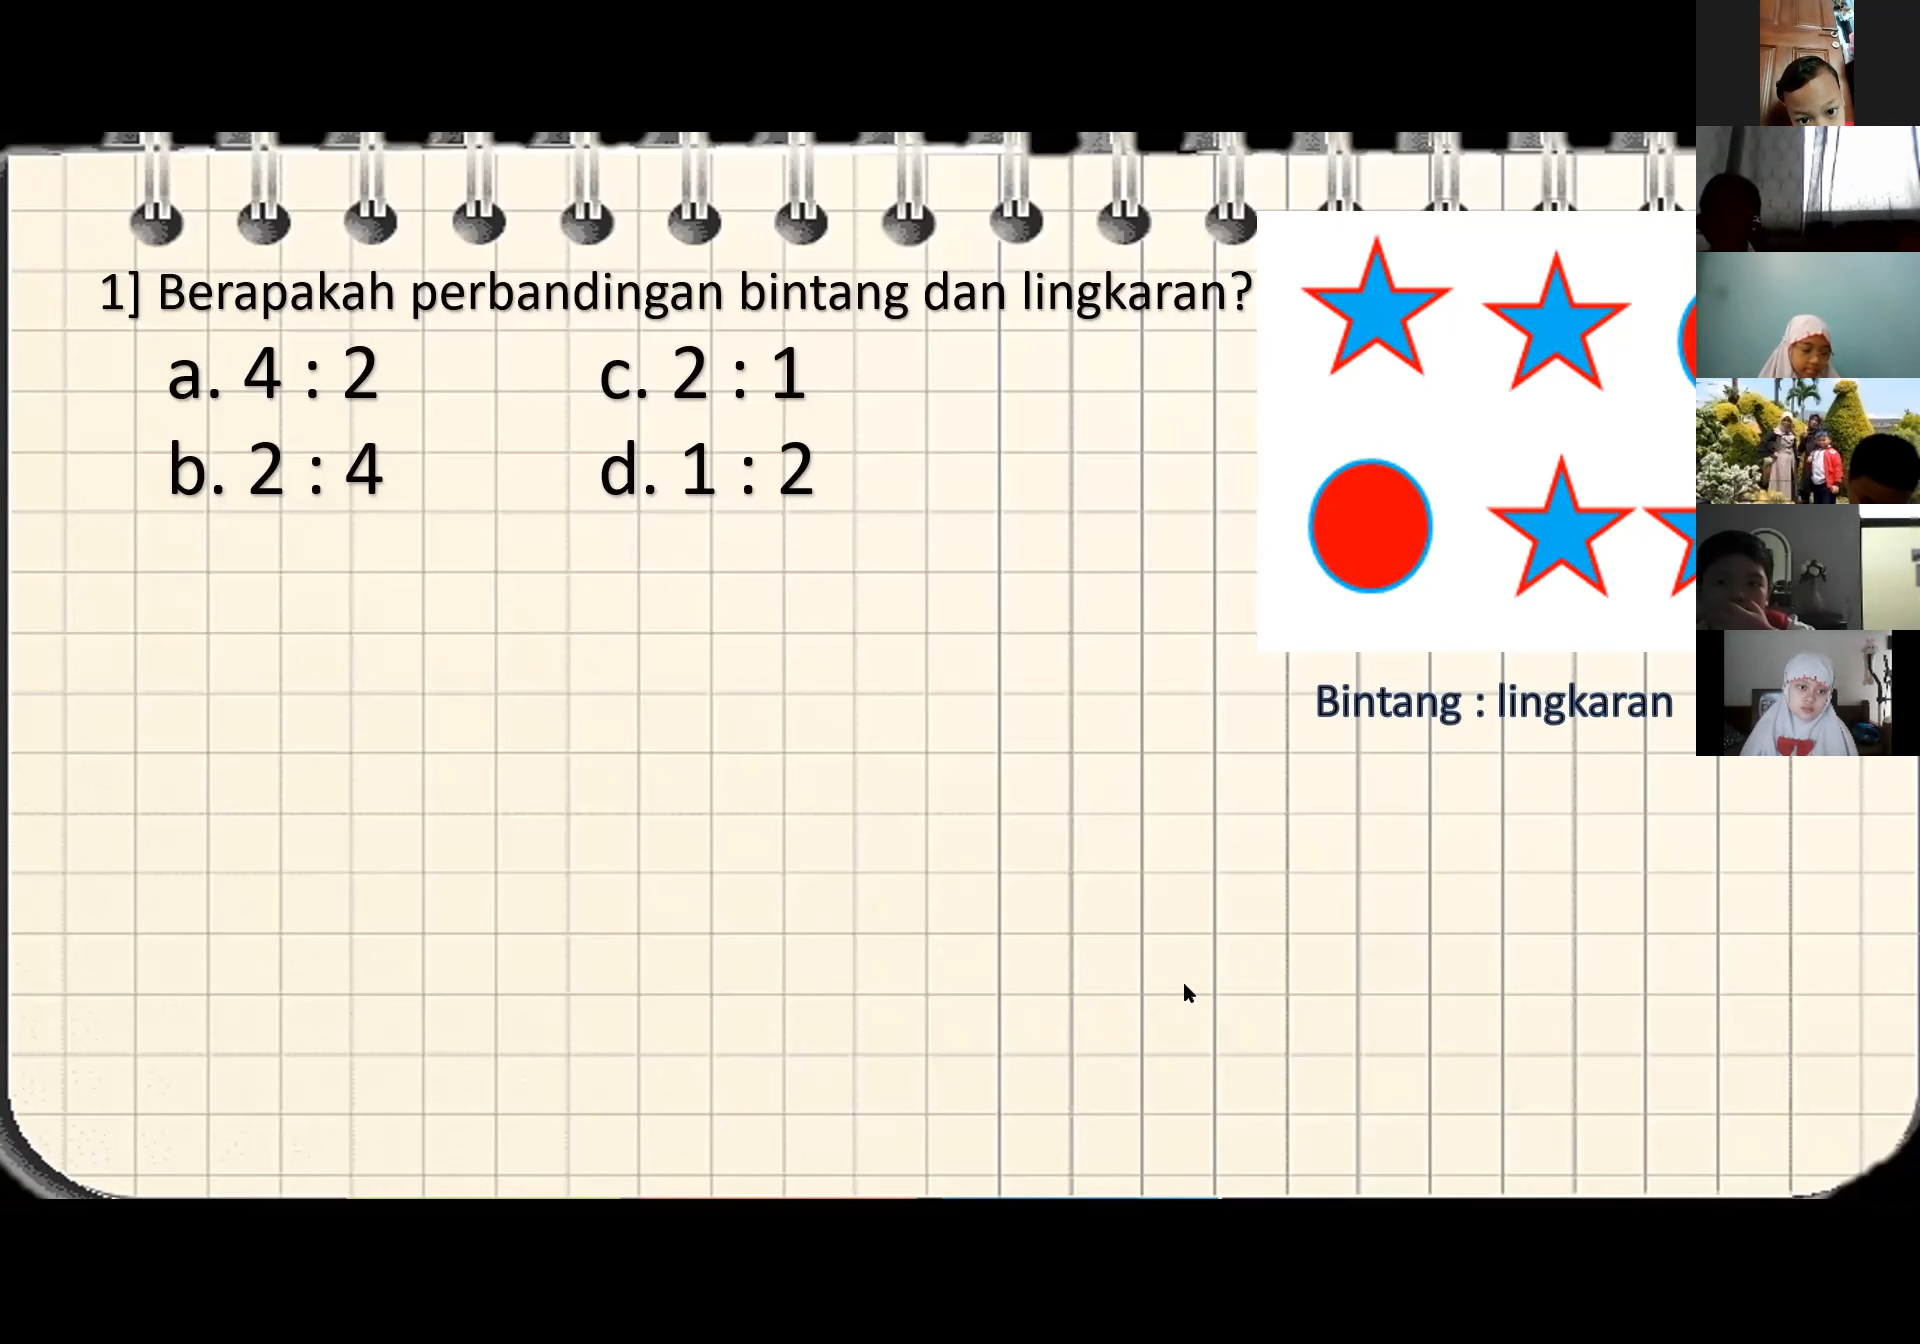 1] Berapakah perbandingan bintang dan lingkaran?
a. 4 : 2 c. 2 : 1
b. 2 : 4 d. 1 : 2
Bintang : lingkaran